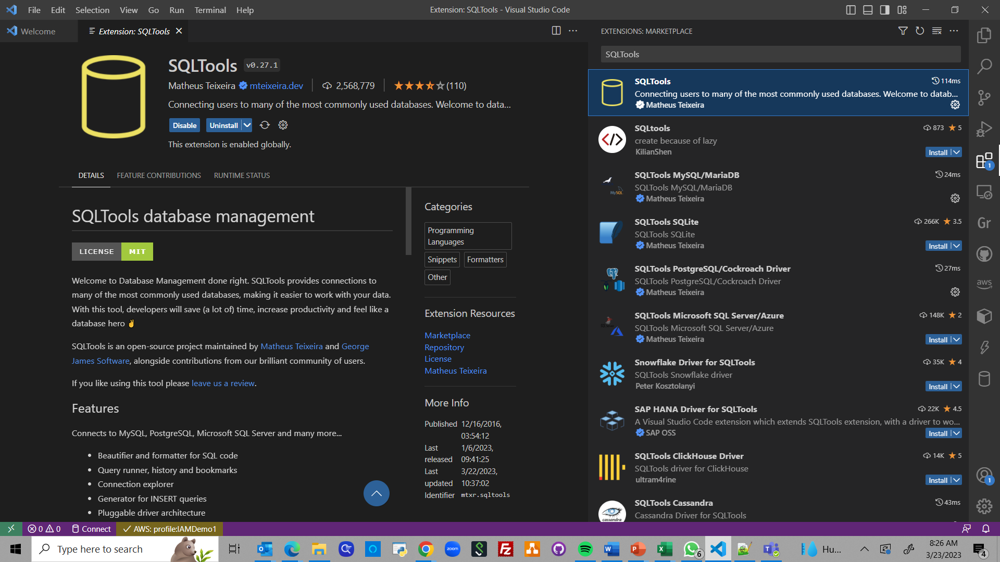 File Edit Selection View Go Run Terminal Help
Extension: SQLTools - Visual Studio Code
Welcome
Extension: SQLTools
SQLTools v0.27.1
Matheus Teixeira mteixeira.dev 2,568,779 (110)
Connecting users to many of the most commonly used databases. Welcome to data...
Disable Uninstall
This extension is enabled globally.
DETAILS FEATURE CONTRIBUTIONS RUNTIME STATUS
SQLTools database management
LICENSE MIT
Welcome to Database Management done right. SQLTools provides connections to
many of the most commonly used databases, making it easier to work with your data.
With this tool, developers will save (a lot of) time, increase productivity and feel like a
database hero ✌
SQLTools is an open-source project maintained by Matheus Teixeira and George
James Software, alongside contributions from our brilliant community of users.
If you like using this tool please leave us a review.
Features
Connects to MySQL, PostgreSQL, Microsoft SQL Server and many more...
• Beautifier and formatter for SQL code
• Query runner, history and bookmarks
• Connection explorer
• Generator for INSERT queries
• Pluggable driver architecture
Categories
Programming
Languages
Snippets Formatters
Other
Extension Resources
Marketplace
Repository
License
Matheus Teixeira
More Info
Published 12/16/2016,
03:54:12
Last 1/6/2023,
released 09:41:25
Last 3/22/2023,
updated 10:37:02
Identifier mtxr.sqltools
EXTENSIONS: MARKETPLACE
SQLTools
SQLTools 114ms
Connecting users to many of the most commonly used databases. Welcome to datab...
Matheus Teixeira
SQLtools 873 5
create because of lazy
KilianShen Install
SQLTools MySQL/MariaDB 24ms
MySQL
SQLTools MySQL/MariaDB
Matheus Teixeira
SQLTools SQLite 266K 3.5
SQLTools SQLite
Matheus Teixeira Install
SQLTools PostgreSQL/Cockroach Driver 27ms
SQLTools PostgreSQL/Cockroach Driver
Matheus Teixeira
SQLTools Microsoft SQL Server/Azure 148K 2
SQLTools Microsoft SQL Server/Azure
Matheus Teixeira Install
Snowflake Driver for SQLTools 35K 4
SQLTools Snowflake driver
Peter Kosztolanyi Install
SAP HANA Driver for SQLTools 22K 4.5
A Visual Studio Code extension which extends SQLTools extension, with a driver to wo...
SAP OSS Install
SQLTools ClickHouse Driver 14K 5
SQLTools driver for ClickHouse
ultram4rine Install
SQLTools Cassandra 43ms
Cassandra Driver for SQLTools
cassandra
1
Gr
aws
1
0 0 Connect AWS: profile:IAMDemo1
Type here to search
zoom
Fz
6
Hu...
8:26 AM
3/23/2023
4